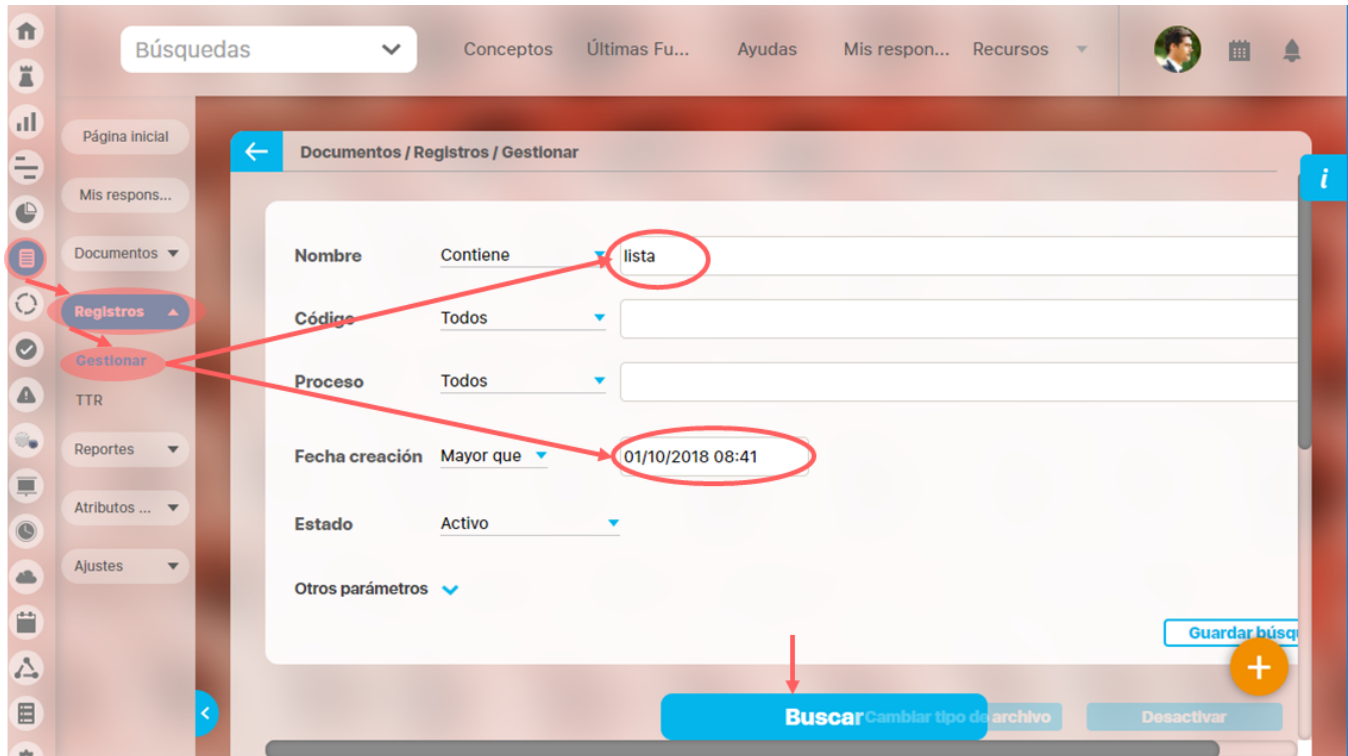 Búsquedas
Conceptos
Últimas Fu...
Ayudas
Mis respon...
Recursos
Página inicial
Mis respons...
Documentos
Registros
Gestionar
TTR
Reportes
Atributos ...
Ajustes
Documentos / Registros / Gestionar
i
Nombre Contiene lista
Código Todos
Proceso Todos
Fecha creación Mayor que 01/10/2018 08:41
Estado Activo
Otros parámetros
Guardar búsqu
+
Buscar
Cambiar tipo de archivo
Desactivar